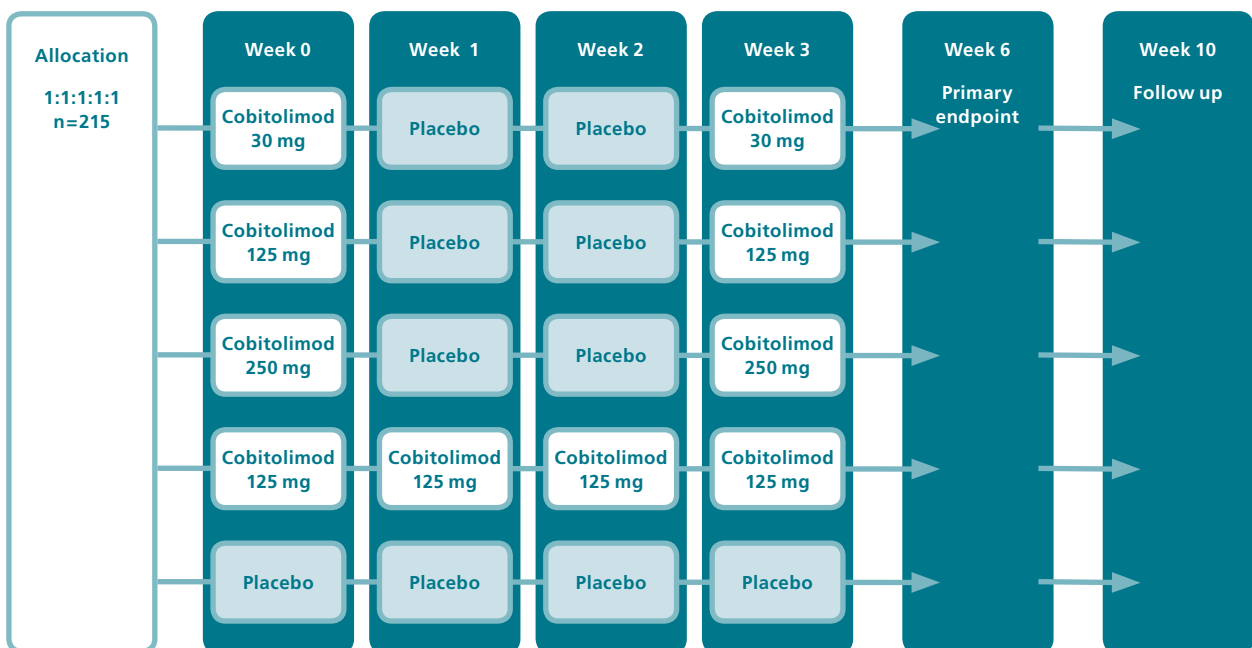 Allocation
1:1:1:1:1
n=215
Week 0
Week 1
Week 2
Week 3
Week 6
Primary
endpoint
Week 10
Follow up
Cobitolimod
30 mg
Placebo
Placebo
Cobitolimod
30 mg
Cobitolimod
125 mg
Placebo
Placebo
Cobitolimod
125 mg
Cobitolimod
250 mg
Placebo
Placebo
Cobitolimod
250 mg
Cobitolimod
125 mg
Cobitolimod
125 mg
Cobitolimod
125 mg
Cobitolimod
125 mg
Placebo
Placebo
Placebo
Placebo